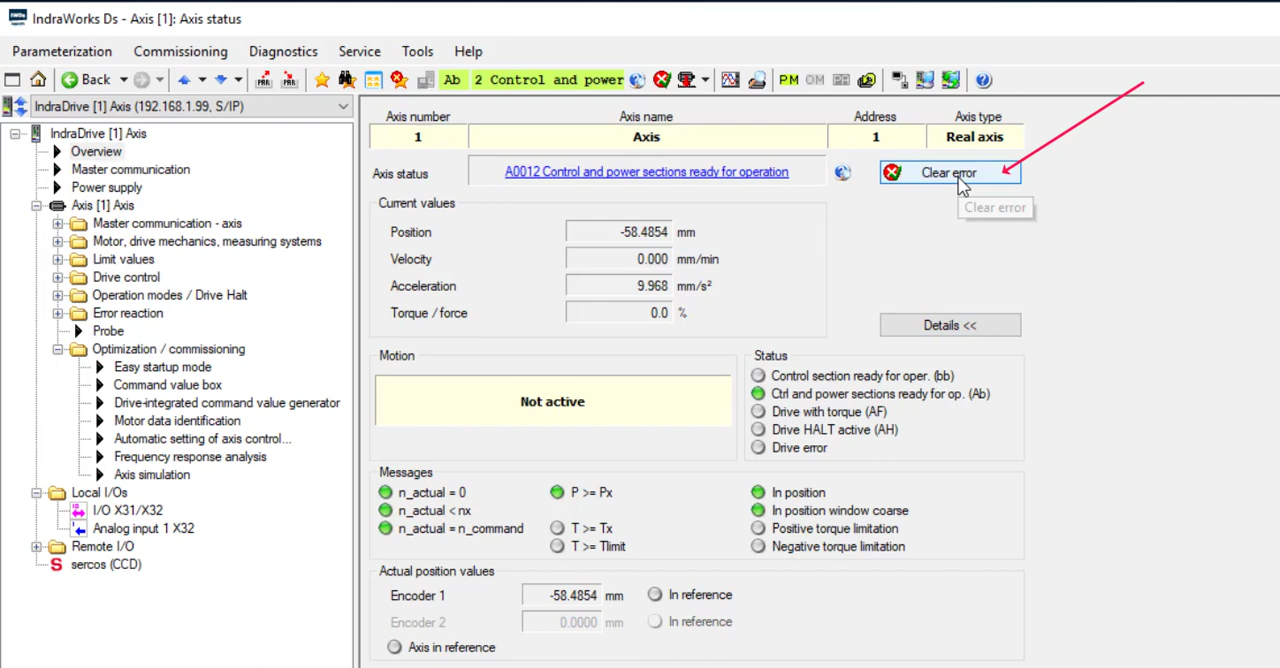 IndraWorks Ds - Axis [1]: Axis status
Parameterization Commissioning Diagnostics Service Tools Help
Back PAR PAR Ab 2 Control and power PM OM
IndraDrive [1] Axis (192.168.1.99, S/IP)
IndraDrive [1] Axis
Overview
Master communication
Power supply
Axis [1] Axis
Master communication - axis
Motor, drive mechanics, measuring systems
Limit values
Drive control
Operation modes / Drive Halt
Error reaction
Probe
Optimization / commissioning
Easy startup mode
Command value box
Drive-integrated command value generator
Motor data identification
Automatic setting of axis control...
Frequency response analysis
Axis simulation
Local I/Os
I/O X31/X32
Analog input 1 X32
Remote I/O
S sercos (CCD)
Axis number Axis name Address Axis type
1 Axis 1 Real axis
Axis status A0012 Control and power sections ready for operation Clear error
Clear error
Current values
Position -58.4854 mm
Velocity 0.000 mm/min
Acceleration 9.968 mm/s²
Torque / force 0.0 %
Details <<
Motion
Not active
Status
Control section ready for oper. (bb)
Ctrl and power sections ready for op. (Ab)
Drive with torque (AF)
Drive HALT active (AH)
Drive error
Messages
n_actual = 0 P >= Px In position
n_actual < nx In position window coarse
n_actual = n_command T >= Tx Positive torque limitation
T >= Tlimit Negative torque limitation
Actual position values
Encoder 1 -58.4854 mm In reference
Encoder 2 0.0000 mm In reference
Axis in reference